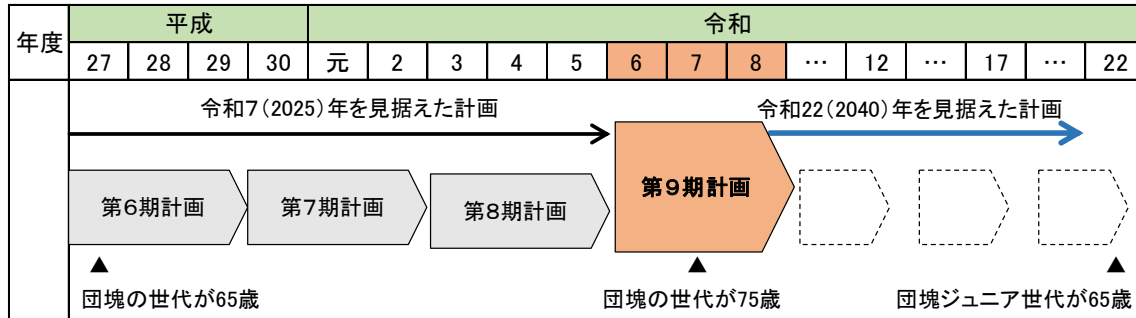 年度
平成 令和
27 28 29 30 元 2 3 4 5 6 7 8 … 12 … 17 … 22
令和7(2025)年を見据えた計画 令和22(2040)年を見据えた計画
第6期計画 第7期計画 第8期計画 第9期計画
▲ ▲ ▲
団塊の世代が65歳 団塊の世代が75歳 団塊ジュニア世代が65歳